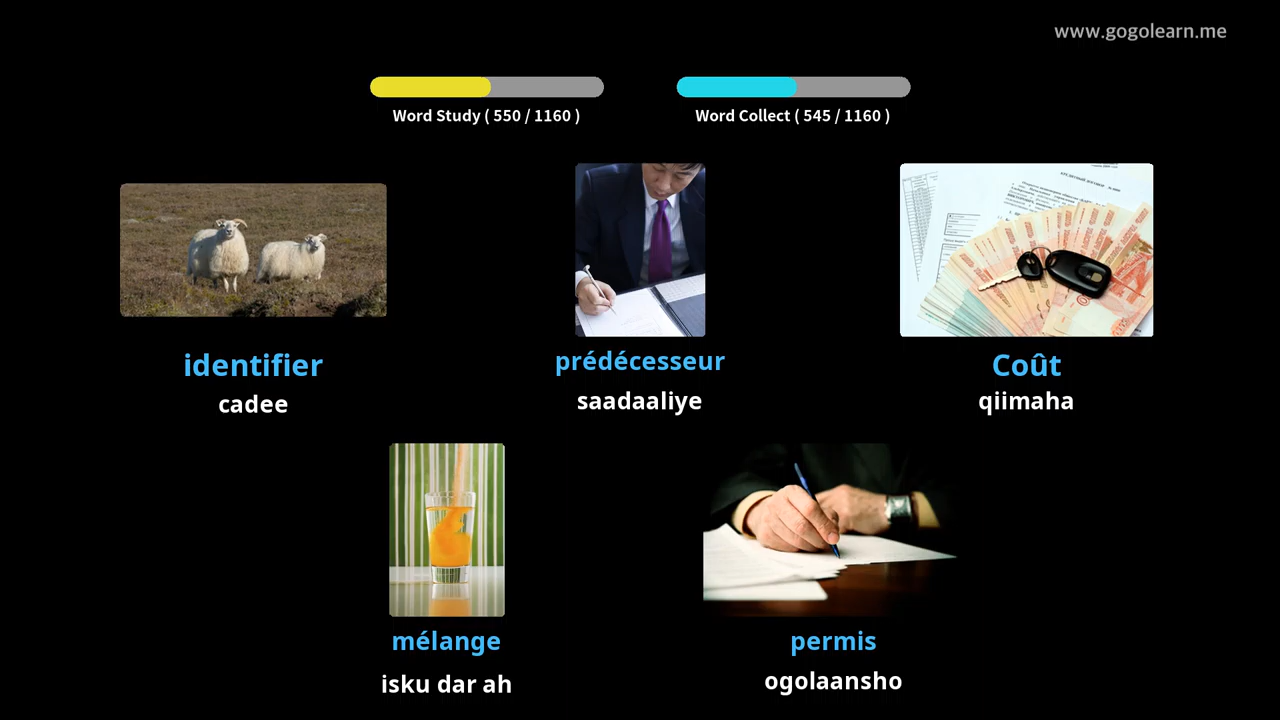 www.gogolearn.me
Word Study ( 550 / 1160 )
Word Collect ( 545 / 1160 )
identifier
cadee
prédécesseur
saadaaliye
Coût
qiimaha
mélange
isku dar ah
permis
ogolaansho